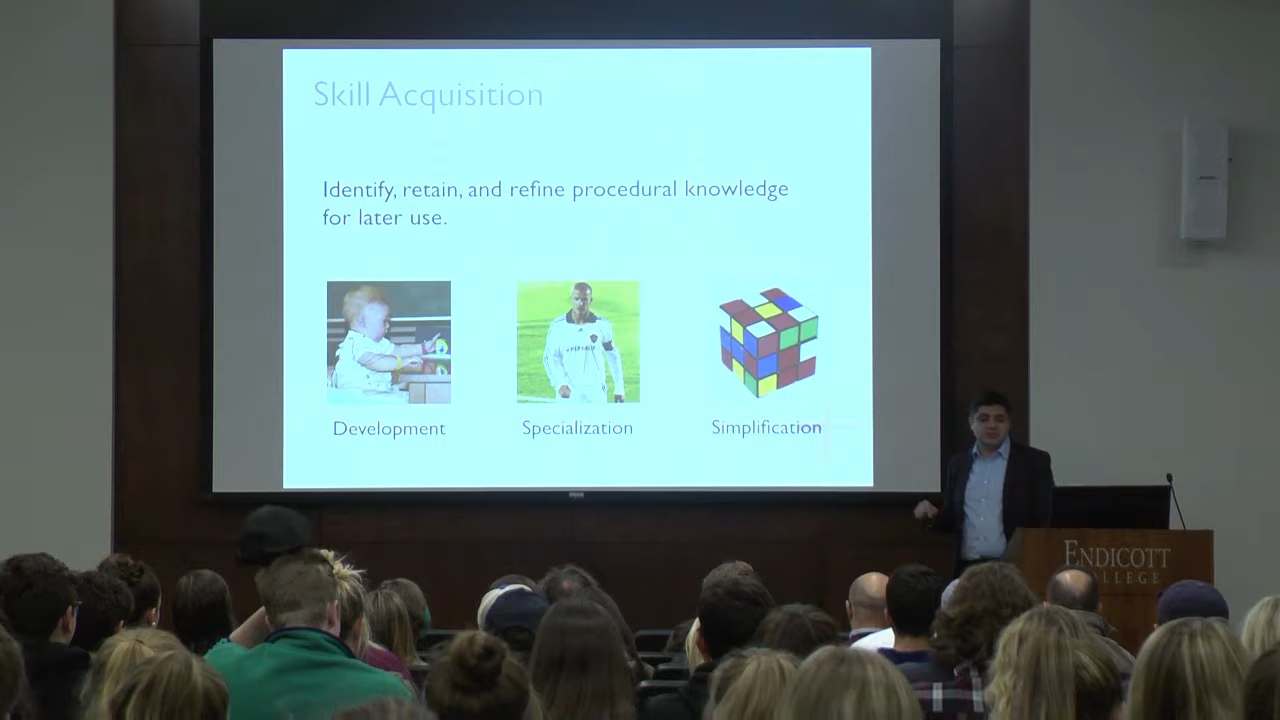 Skill Acquisition
Identify, retain, and refine procedural knowledge
for later use.
Development
Specialization
Simplification
ENDICOTT
COLLEGE